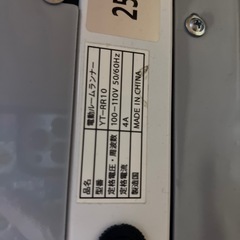 25
品名 電動ルームランナー
型番 YT-RR10
定格電圧・周波数 100-110V 50/60Hz
定格電流 4A
製造国 MADE IN CHINA